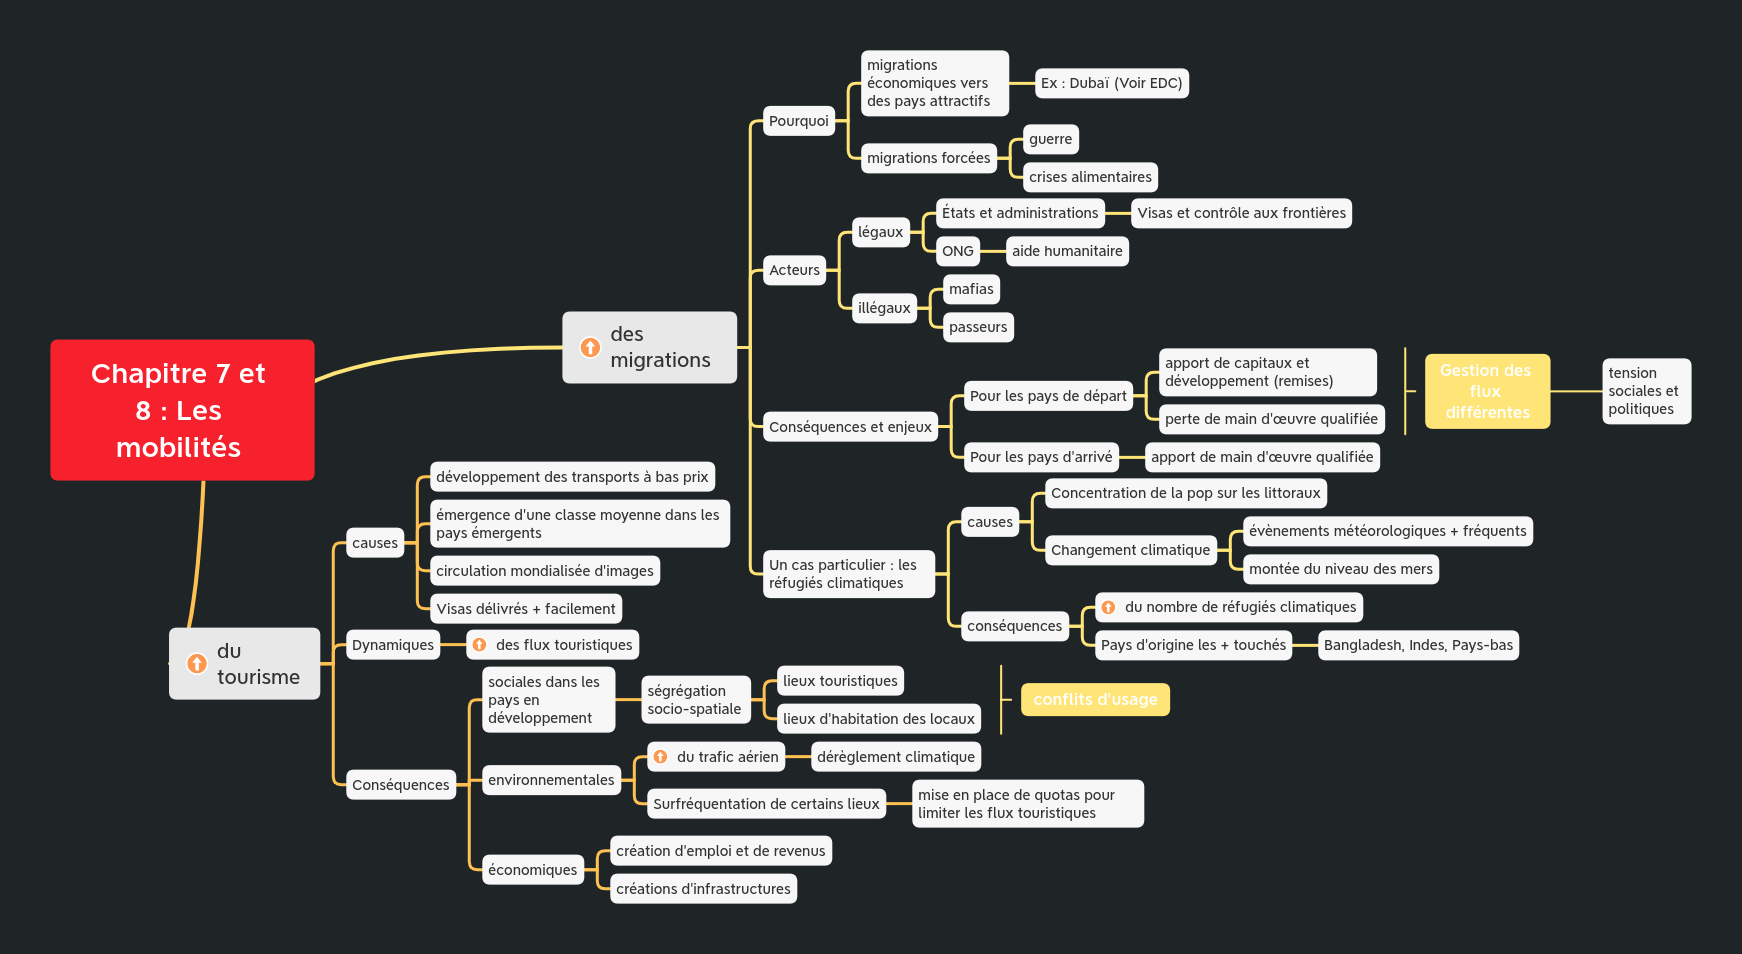 Chapitre 7 et
8 : Les
mobilités
des
migrations
Pourquoi
migrations
économiques vers
des pays attractifs
Ex : Dubaï (Voir EDC)
migrations forcées
guerre
crises alimentaires
Acteurs
légaux
États et administrations
Visas et contrôle aux frontières
ONG
aide humanitaire
illégaux
mafias
passeurs
Conséquences et enjeux
Pour les pays de départ
apport de capitaux et
développement (remises)
perte de main d'œuvre qualifiée
Pour les pays d'arrivé
apport de main d'œuvre qualifiée
Gestion des
flux
différentes
tension
sociales et
politiques
Un cas particulier : les
réfugiés climatiques
causes
Concentration de la pop sur les littoraux
Changement climatique
évènements météorologiques + fréquents
montée du niveau des mers
conséquences
du nombre de réfugiés climatiques
Pays d'origine les + touchés
Bangladesh, Indes, Pays-bas
du
tourisme
causes
développement des transports à bas prix
émergence d'une classe moyenne dans les
pays émergents
circulation mondialisée d'images
Visas délivrés + facilement
Dynamiques
des flux touristiques
Conséquences
sociales dans les
pays en
développement
ségrégation
socio-spatiale
lieux touristiques
lieux d'habitation des locaux
conflits d'usage
environnementales
du trafic aérien
dérèglement climatique
Surfréquentation de certains lieux
mise en place de quotas pour
limiter les flux touristiques
économiques
création d'emploi et de revenus
créations d'infrastructures